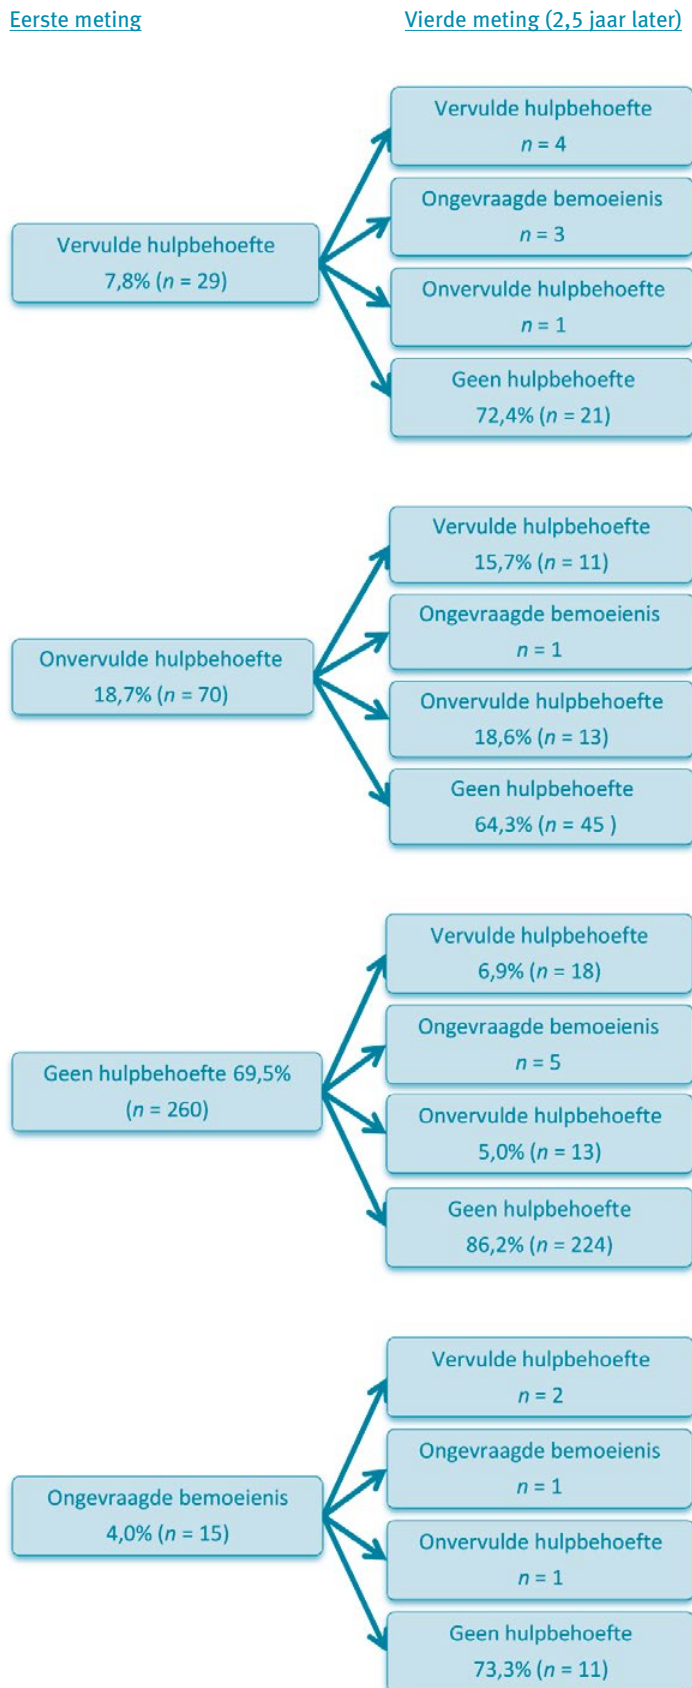 Eerste meting
Vierde meting (2,5 jaar later)
Vervulde hulpbehoefte
7,8% (n = 29)
Vervulde hulpbehoefte
n = 4
Ongevraagde bemoeienis
n = 3
Onvervulde hulpbehoefte
n = 1
Geen hulpbehoefte
72,4% (n = 21)
Onvervulde hulpbehoefte
18,7% (n = 70)
Vervulde hulpbehoefte
15,7% (n = 11)
Ongevraagde bemoeienis
n = 1
Onvervulde hulpbehoefte
18,6% (n = 13)
Geen hulpbehoefte
64,3% (n = 45 )
Geen hulpbehoefte 69,5%
(n = 260)
Vervulde hulpbehoefte
6,9% (n = 18)
Ongevraagde bemoeienis
n = 5
Onvervulde hulpbehoefte
5,0% (n = 13)
Geen hulpbehoefte
86,2% (n = 224)
Ongevraagde bemoeienis
4,0% (n = 15)
Vervulde hulpbehoefte
n = 2
Ongevraagde bemoeienis
n = 1
Onvervulde hulpbehoefte
n = 1
Geen hulpbehoefte
73,3% (n = 11)